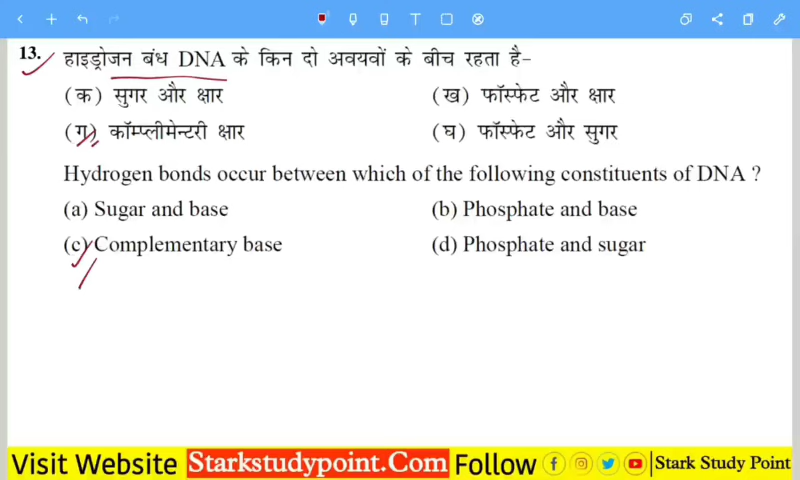 13. हाइड्रोजन बंध DNA के किन दो अवयवों के बीच रहता है-
(क) सुगर और क्षार (ख) फॉस्फेट और क्षार
(ग) कॉम्प्लीमेन्टरी क्षार (घ) फॉस्फेट और सुगर
Hydrogen bonds occur between which of the following constituents of DNA ?
(a) Sugar and base (b) Phosphate and base
(c) Complementary base (d) Phosphate and sugar
Visit Website Starkstudypoint.Com Follow Stark Study Point